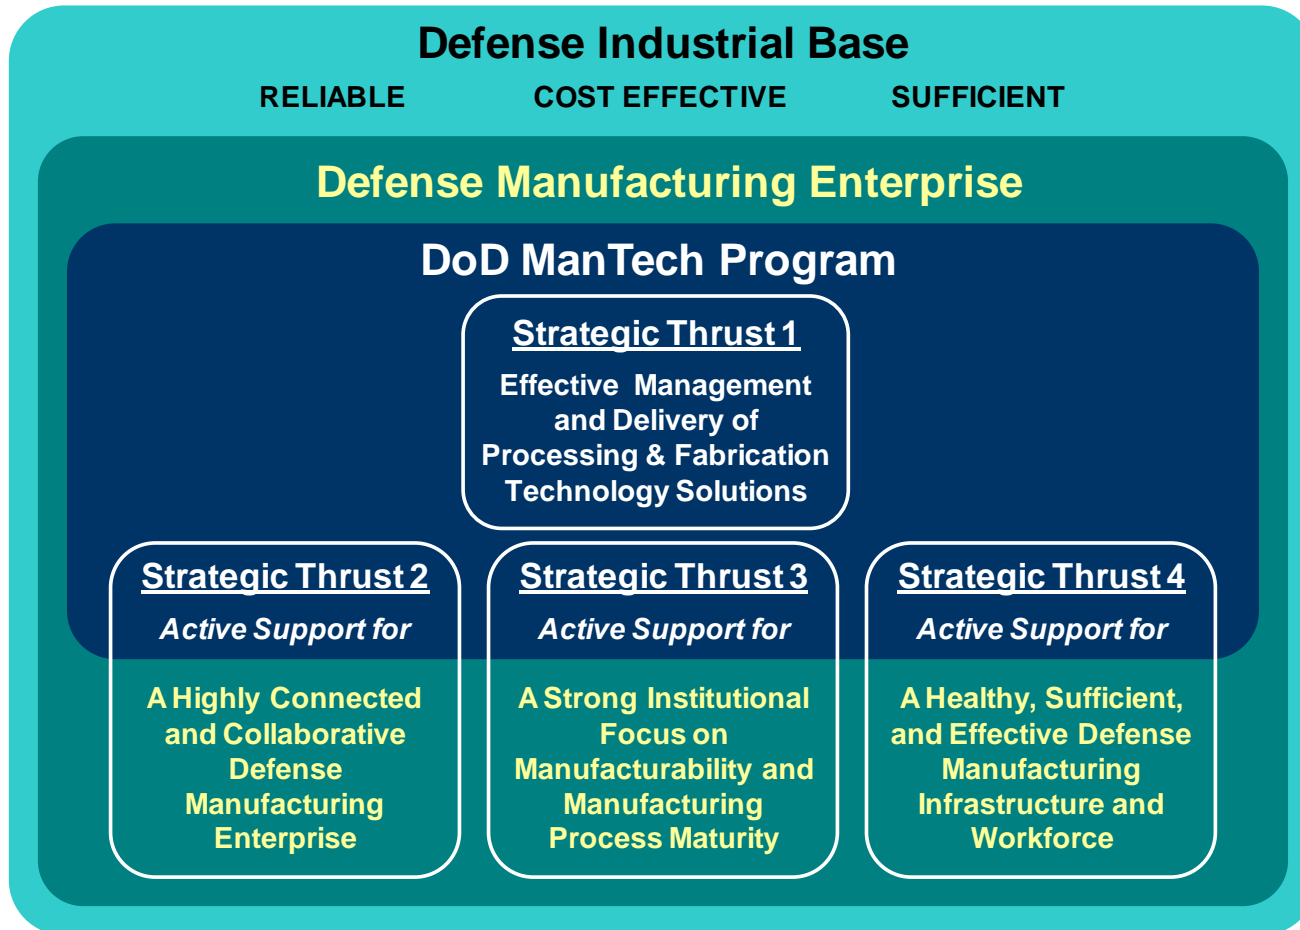 Defense Industrial Base
RELIABLE COST EFFECTIVE SUFFICIENT
Defense Manufacturing Enterprise
DoD ManTech Program
Strategic Thrust 1
Effective Management
and Delivery of
Processing & Fabrication
Technology Solutions
Strategic Thrust 2
Active Support for
A Highly Connected
and Collaborative
Defense
Manufacturing
Enterprise
Strategic Thrust 3
Active Support for
A Strong Institutional
Focus on
Manufacturability and
Manufacturing
Process Maturity
Strategic Thrust 4
Active Support for
A Healthy, Sufficient,
and Effective Defense
Manufacturing
Infrastructure and
Workforce